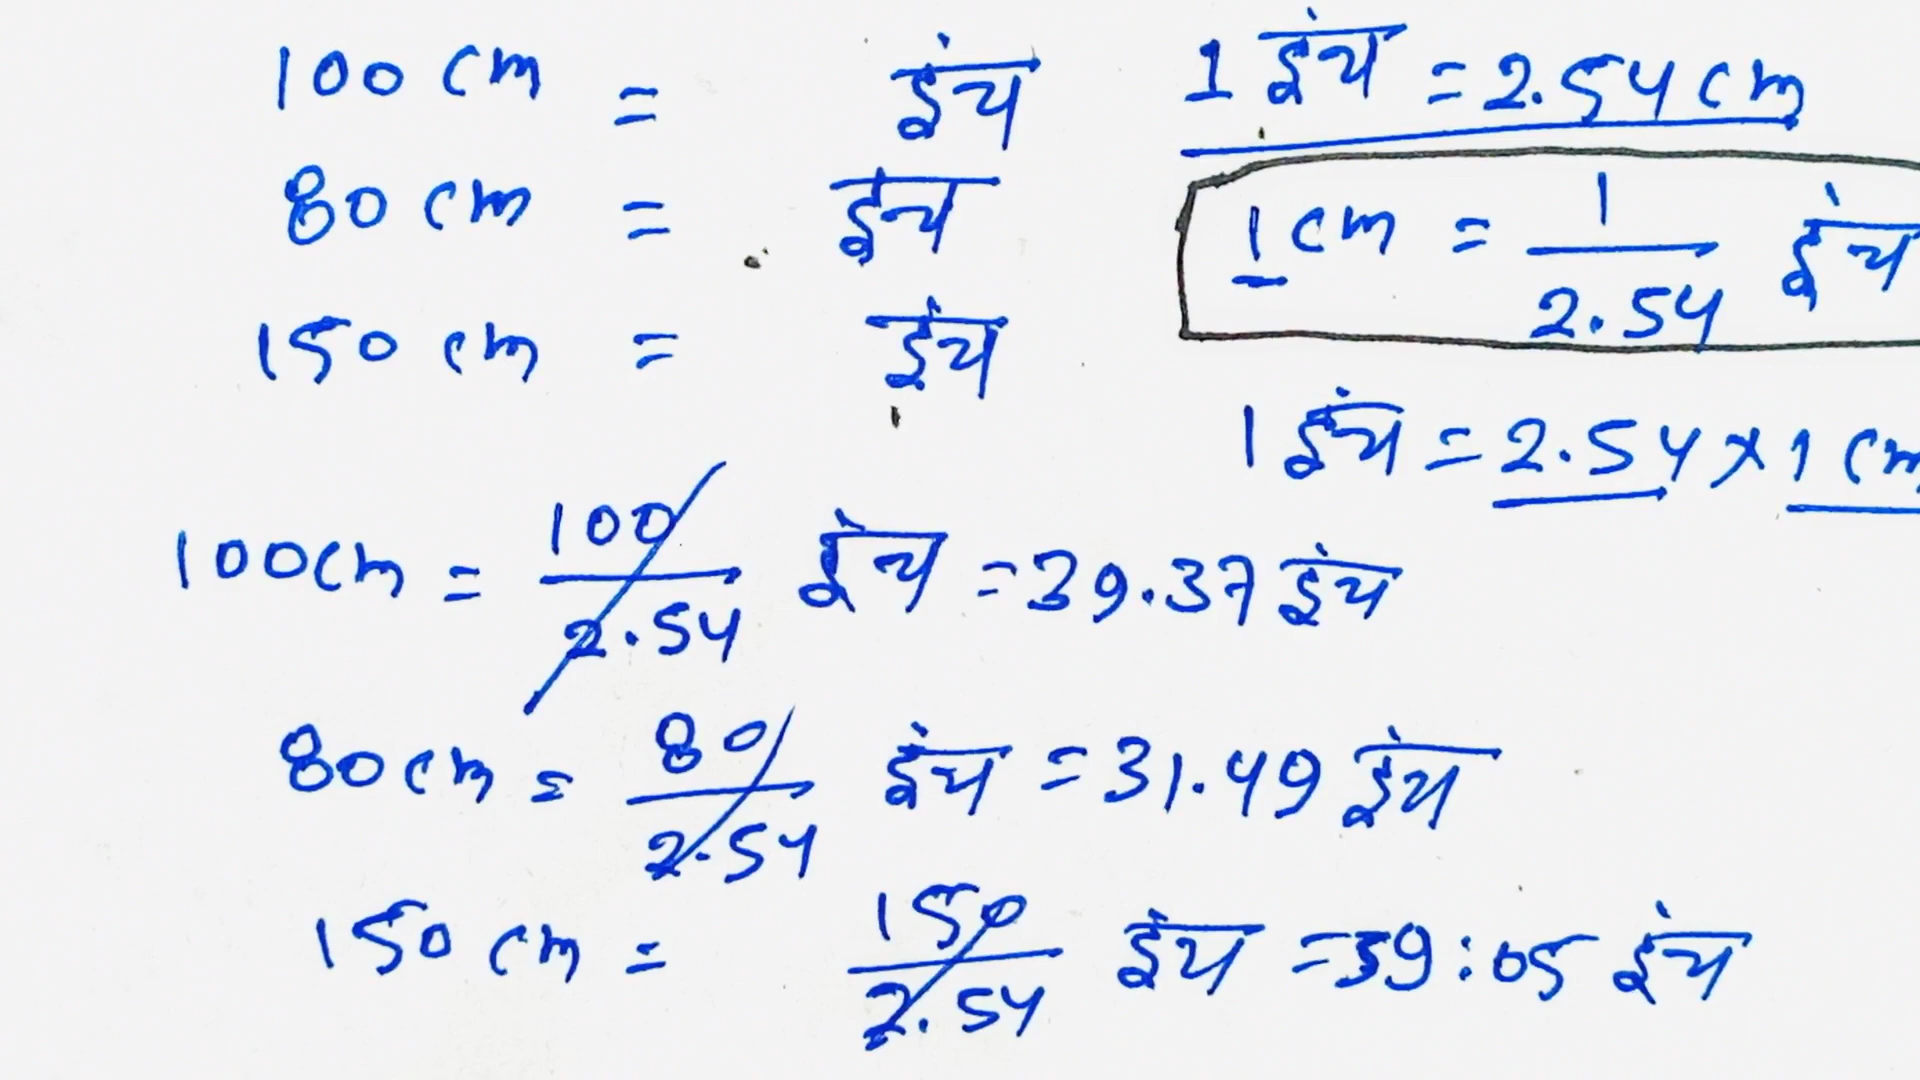 100 cm = इंच
80 cm = इंच
150 cm = इंच
1 इंच = 2.54 cm
1 cm = 1/2.54 इंच
1 इंच = 2.54 x 1 cm
100cm = 100/2.54 इंच = 39.37 इंच
80 cm = 80/2.54 इंच = 31.49 इंच
150 cm = 150/2.54 इंच = 59.05 इंच